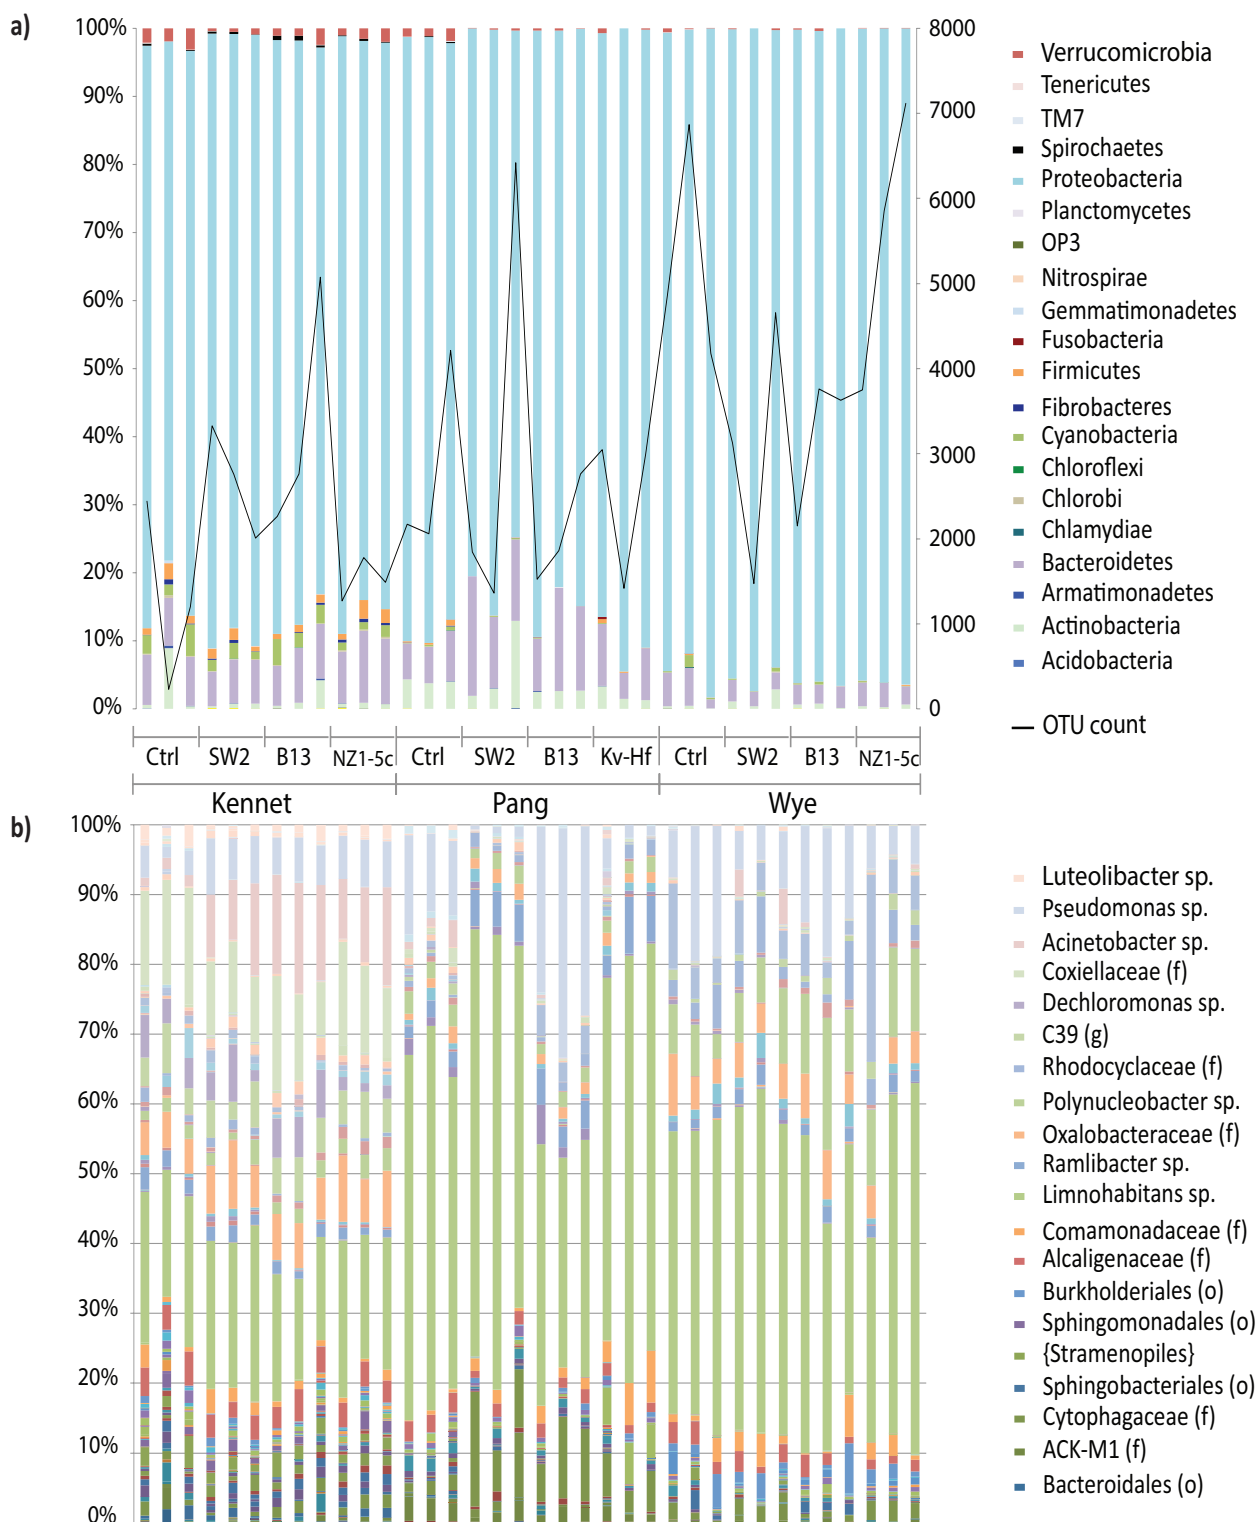 a)
100%
90%
80%
70%
60%
50%
40%
30%
20%
10%
0%
8000
7000
6000
5000
4000
3000
2000
1000
0
Verrucomicrobia
Tenericutes
TM7
Spirochaetes
Proteobacteria
Planctomycetes
OP3
Nitrospirae
Gemmatimonadetes
Fusobacteria
Firmicutes
Fibrobacteres
Cyanobacteria
Chloroflexi
Chlorobi
Chlamydiae
Bacteroidetes
Armatimonadetes
Actinobacteria
Acidobacteria
OTU count
Ctrl SW2 B13 NZ1-5c Ctrl SW2 B13 Kv-Hf Ctrl SW2 B13 NZ1-5c
Kennet Pang Wye
b)
100%
90%
80%
70%
60%
50%
40%
30%
20%
10%
0%
Luteolibacter sp.
Pseudomonas sp.
Acinetobacter sp.
Coxiellaceae (f)
Dechloromonas sp.
C39 (g)
Rhodocyclaceae (f)
Polynucleobacter sp.
Oxalobacteraceae (f)
Ramlibacter sp.
Limnohabitans sp.
Comamonadaceae (f)
Alcaligenaceae (f)
Burkholderiales (o)
Sphingomonadales (o)
{Stramenopiles}
Sphingobacteriales (o)
Cytophagaceae (f)
ACK-M1 (f)
Bacteroidales (o)